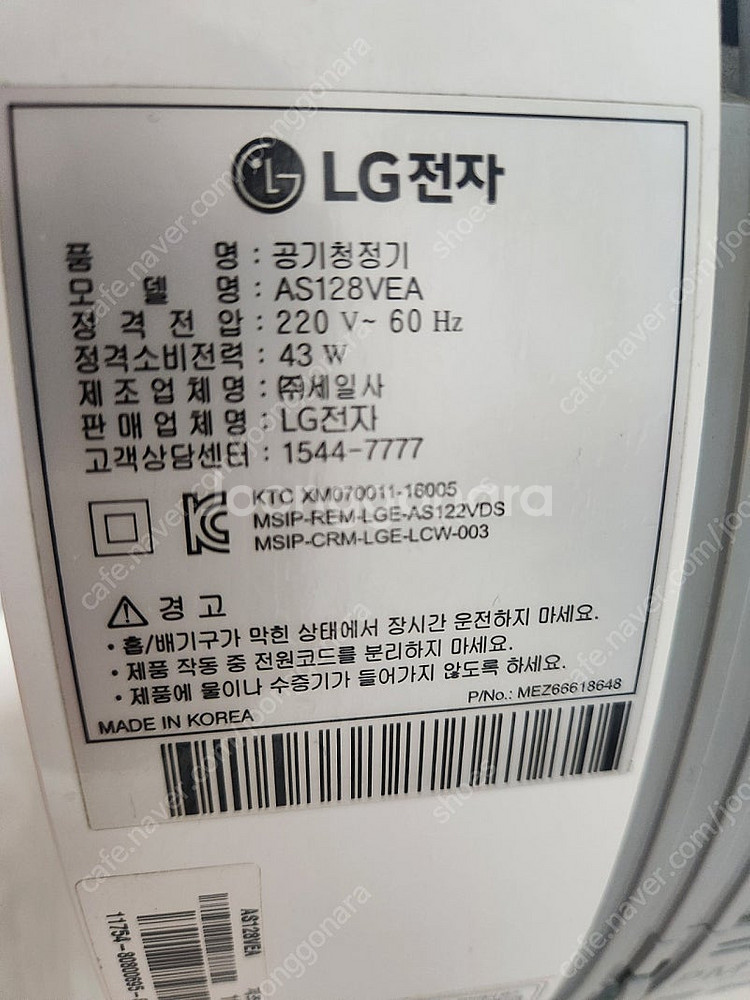 LG전자
품 명 : 공기청정기
모 델 명 : AS128VEA
정 격 전 압 : 220 V~ 60 Hz
정격소비전력 : 43 W
제 조 업 체 명 : ㈜세일사
판 매 업 체 명 : LG전자
고객상담센터 : 1544-7777
KTC XM070011-16005
MSIP-REM-LGE-AS122VDS
MSIP-CRM-LGE-LCW-003
경 고
• 흡/배기구가 막힌 상태에서 장시간 운전하지 마세요.
• 제품 작동 중 전원코드를 분리하지 마세요.
• 제품에 물이나 수증기가 들어가지 않도록 하세요.
P/No.: MEZ66618648
MADE IN KOREA
AS128VEA
joonggonara
cafe.naver.com/joonggonara